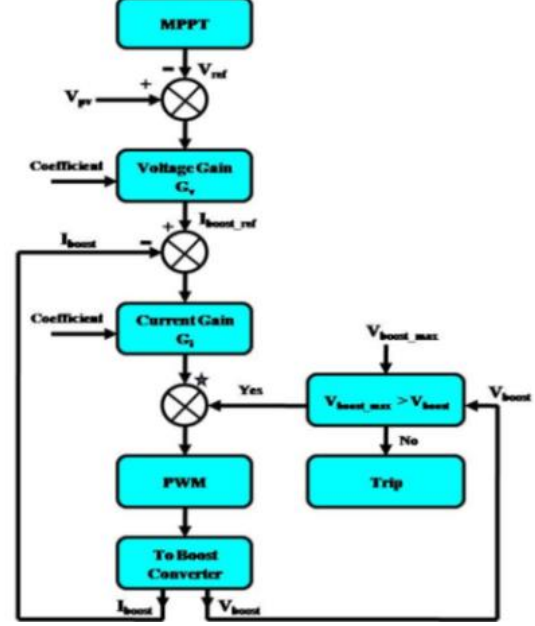 MPPT
− V_ref
+
V_pv
Coefficient
Voltage Gain
G_v
+ I_boost_ref
I_boost −
Coefficient
Current Gain
G_i
V_boost_max
☆
Yes
V_boost_max > V_boost
V_boost
No
PWM
Trip
To Boost
Converter
I_boost V_boost